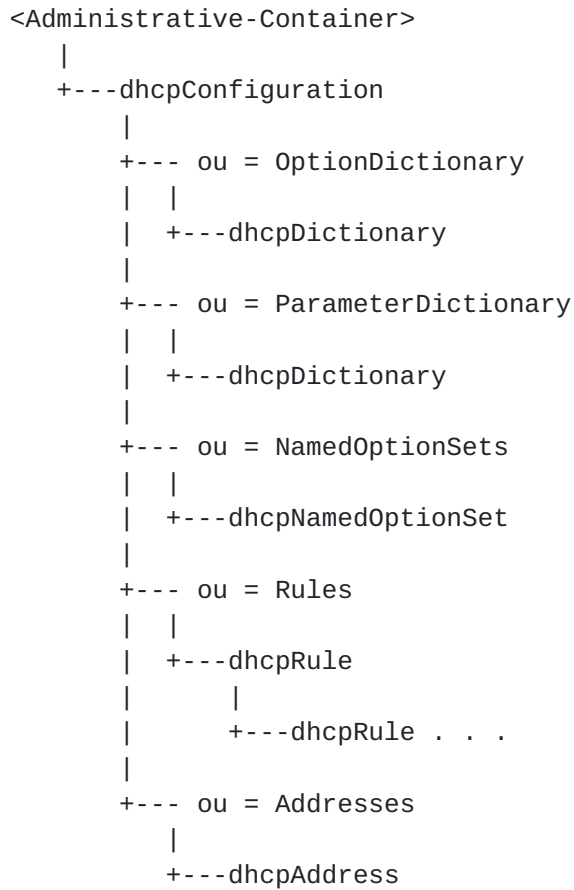 <Administrative-Container>
   |
   +---dhcpConfiguration
       |
       +--- ou = OptionDictionary
       |  |
       |  +---dhcpDictionary
       |
       +--- ou = ParameterDictionary
       |  |
       |  +---dhcpDictionary
       |
       +--- ou = NamedOptionSets
       |  |
       |  +---dhcpNamedOptionSet
       |
       +--- ou = Rules
       |  |
       |  +---dhcpRule
       |      |
       |      +---dhcpRule . . .
       |
       +--- ou = Addresses
          |
          +---dhcpAddress